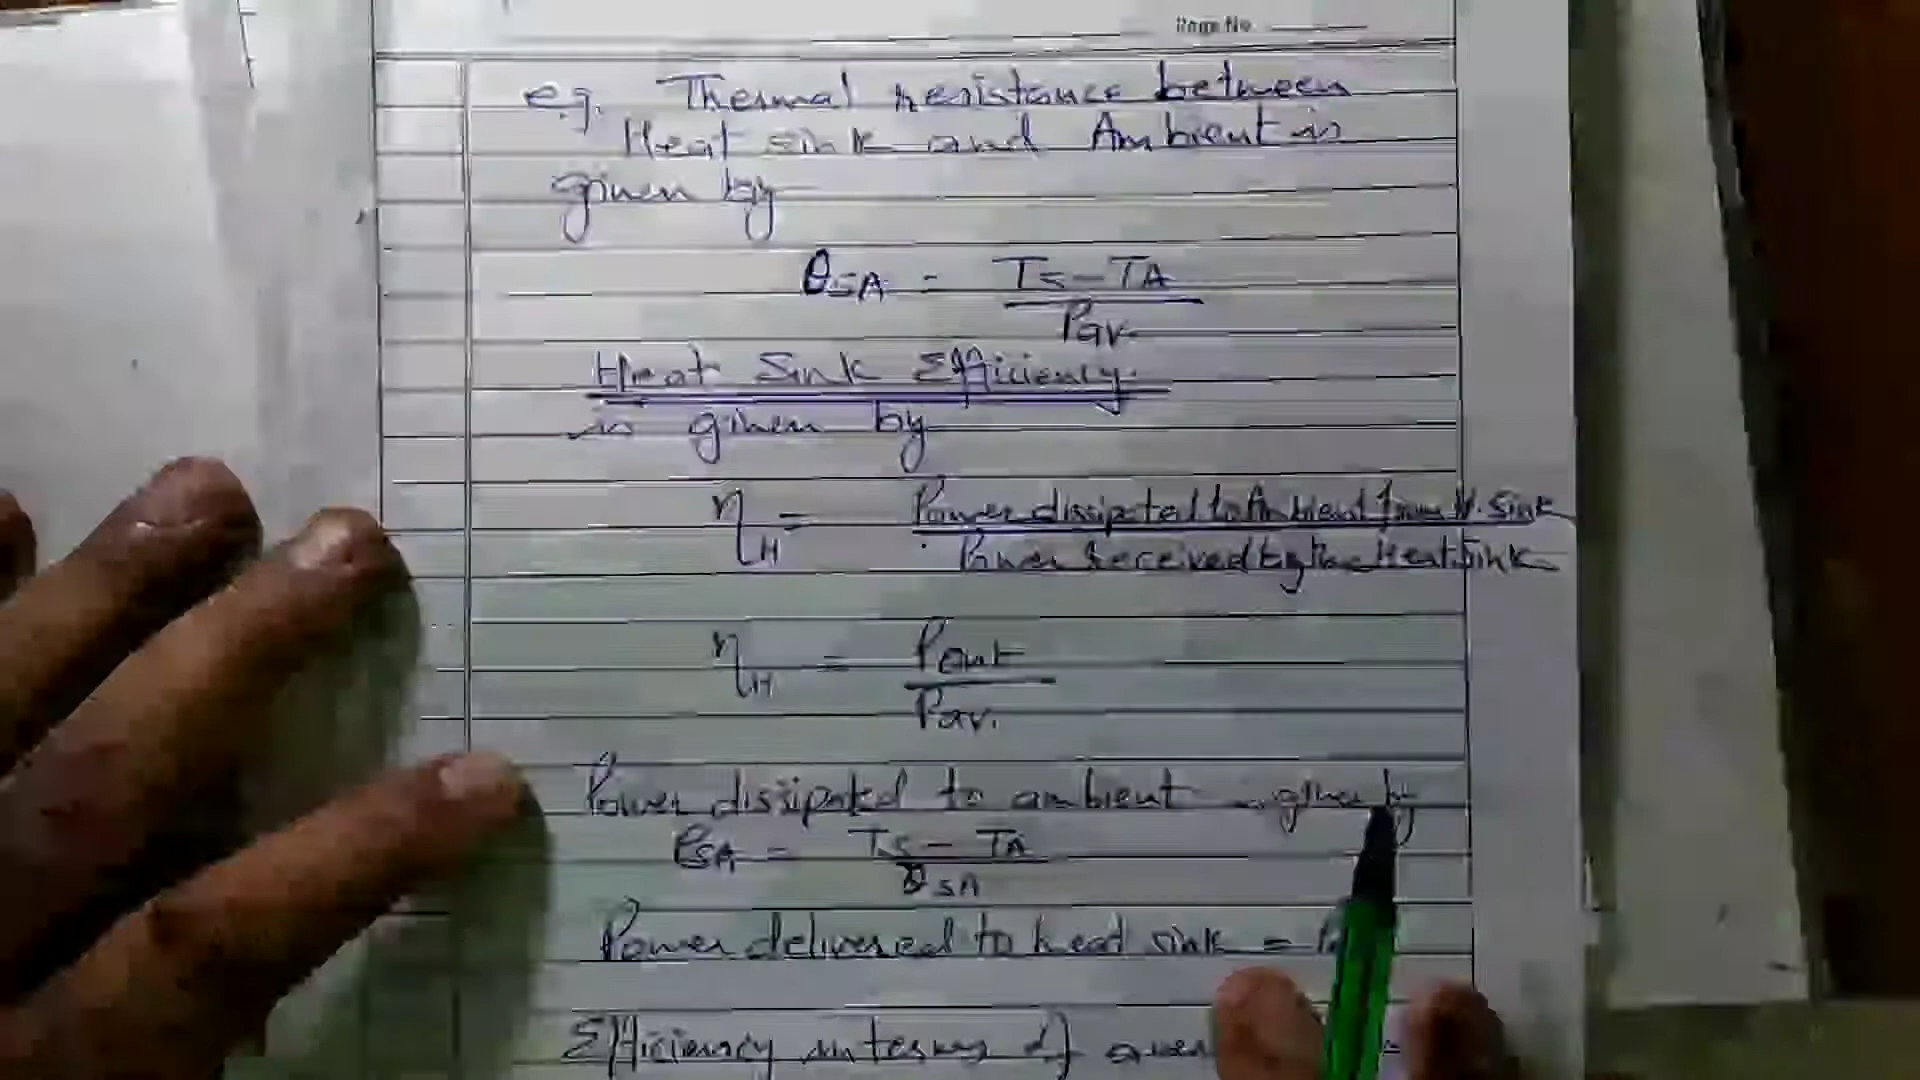 Page No.
e.g. Thermal resistance between
Heat sink and Ambient is
given by
θSA = TS - TA / Pav.
Heat Sink Efficiency.
is given by
ηH = Power dissipated to Ambient from H. Sink / Power received by the Heat Sink
ηH = Pout / Pav.
Power dissipated to ambient is given by
PSA = TS - TA / θSA
Power delivered to heat sink =
Efficiency in terms of